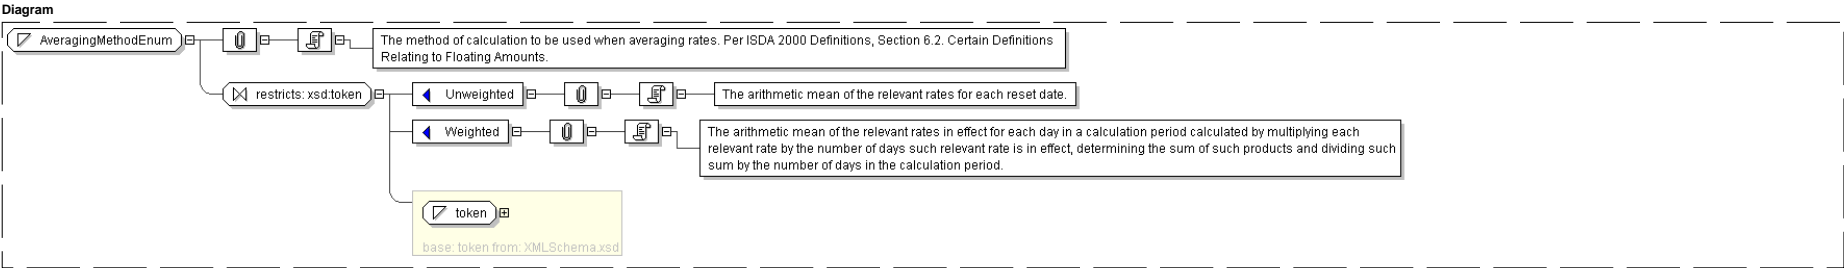 Diagram
AveragingMethodEnum
The method of calculation to be used when averaging rates. Per ISDA 2000 Definitions, Section 6.2. Certain Definitions
Relating to Floating Amounts.
restricts: xsd:token
Unweighted
The arithmetic mean of the relevant rates for each reset date.
Weighted
The arithmetic mean of the relevant rates in effect for each day in a calculation period calculated by multiplying each
relevant rate by the number of days such relevant rate is in effect, determining the sum of such products and dividing such
sum by the number of days in the calculation period.
token
base: token from: XMLSchema.xsd